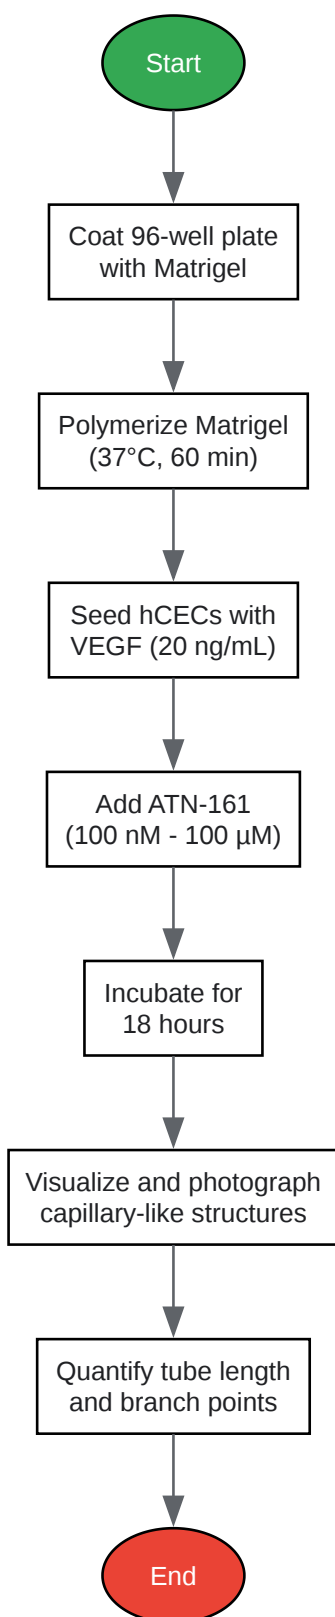 Start
Coat 96-well plate
with Matrigel
Polymerize Matrigel
(37°C, 60 min)
Seed hCECs with
VEGF (20 ng/mL)
Add ATN-161
(100 nM - 100 µM)
Incubate for
18 hours
Visualize and photograph
capillary-like structures
Quantify tube length
and branch points
End